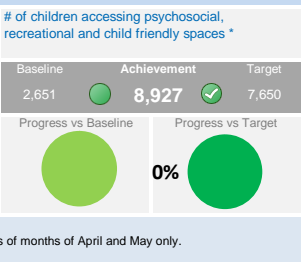 # of children accessing psychosocial,
recreational and child friendly spaces *
Baseline Achievement Target
2,651 8,927 7,650
Progress vs Baseline Progress vs Target
0%
s of months of April and May only.